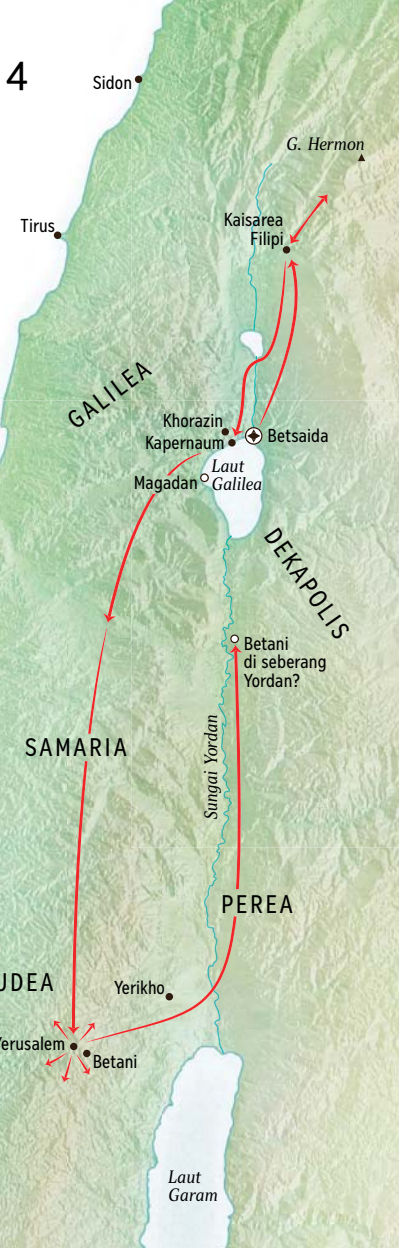 4
Sidon
G. Hermon
Tirus
Kaisarea
Filipi
GALILEA
Khorazin
Kapernaum
Betsaida
Laut
Galilea
Magadan
DEKAPOLIS
Betani
di seberang
Yordan?
SAMARIA
Sungai Yordan
PEREA
UDEA
Yerikho
Yerusalem
Betani
Laut
Garam